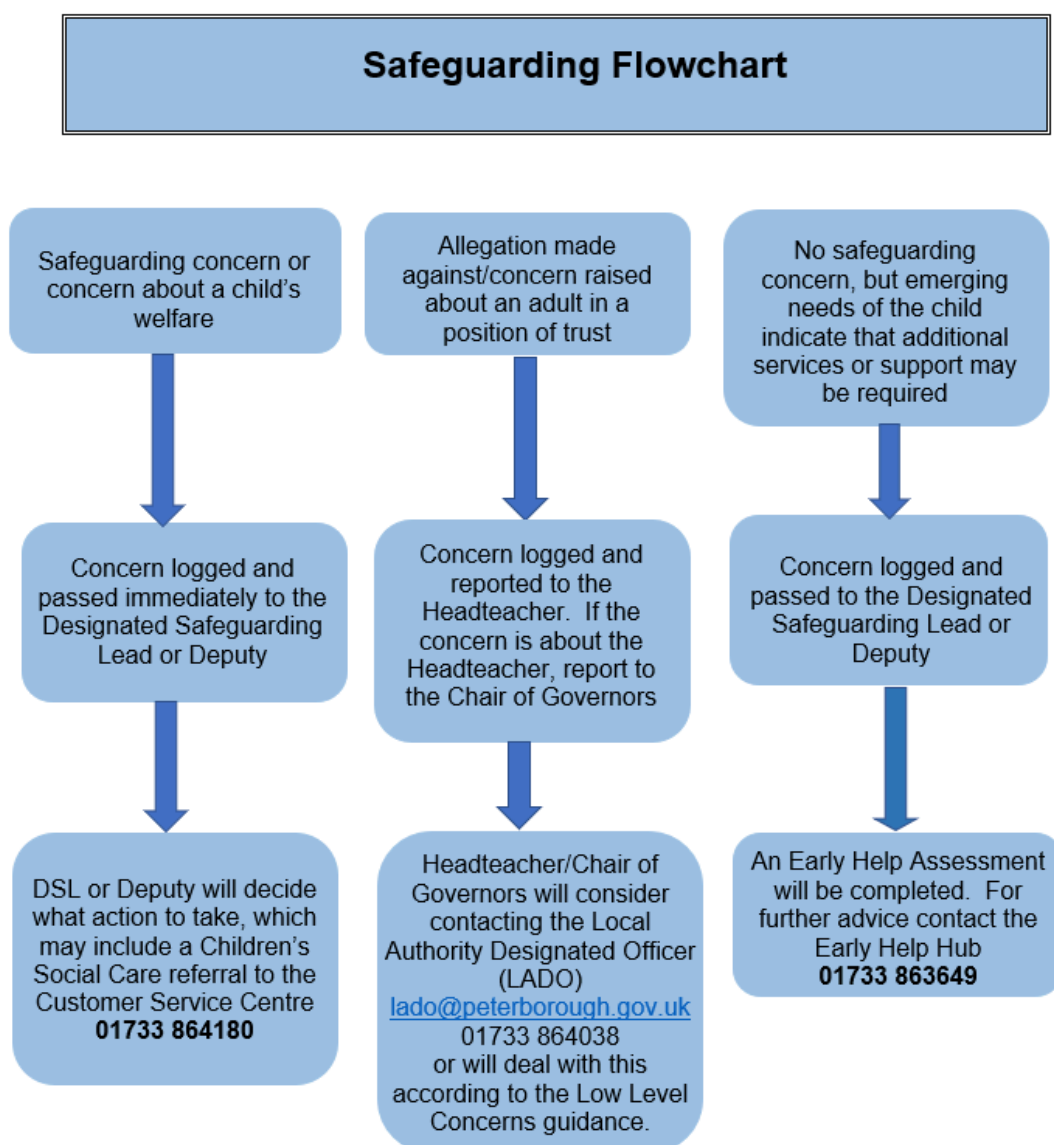 Safeguarding Flowchart
Safeguarding concern or
concern about a child’s
welfare
Concern logged and
passed immediately to the
Designated Safeguarding
Lead or Deputy
DSL or Deputy will decide
what action to take, which
may include a Children’s
Social Care referral to the
Customer Service Centre
01733 864180
Allegation made
against/concern raised
about an adult in a
position of trust
Concern logged and
reported to the
Headteacher.  If the
concern is about the
Headteacher, report to
the Chair of Governors
Headteacher/Chair of
Governors will consider
contacting the Local
Authority Designated Officer
(LADO)
lado@peterborough.gov.uk
01733 864038
or will deal with this
according to the Low Level
Concerns guidance.
No safeguarding
concern, but emerging
needs of the child
indicate that additional
services or support may
be required
Concern logged and
passed to the Designated
Safeguarding Lead or
Deputy
An Early Help Assessment
will be completed.  For
further advice contact the
Early Help Hub
01733 863649